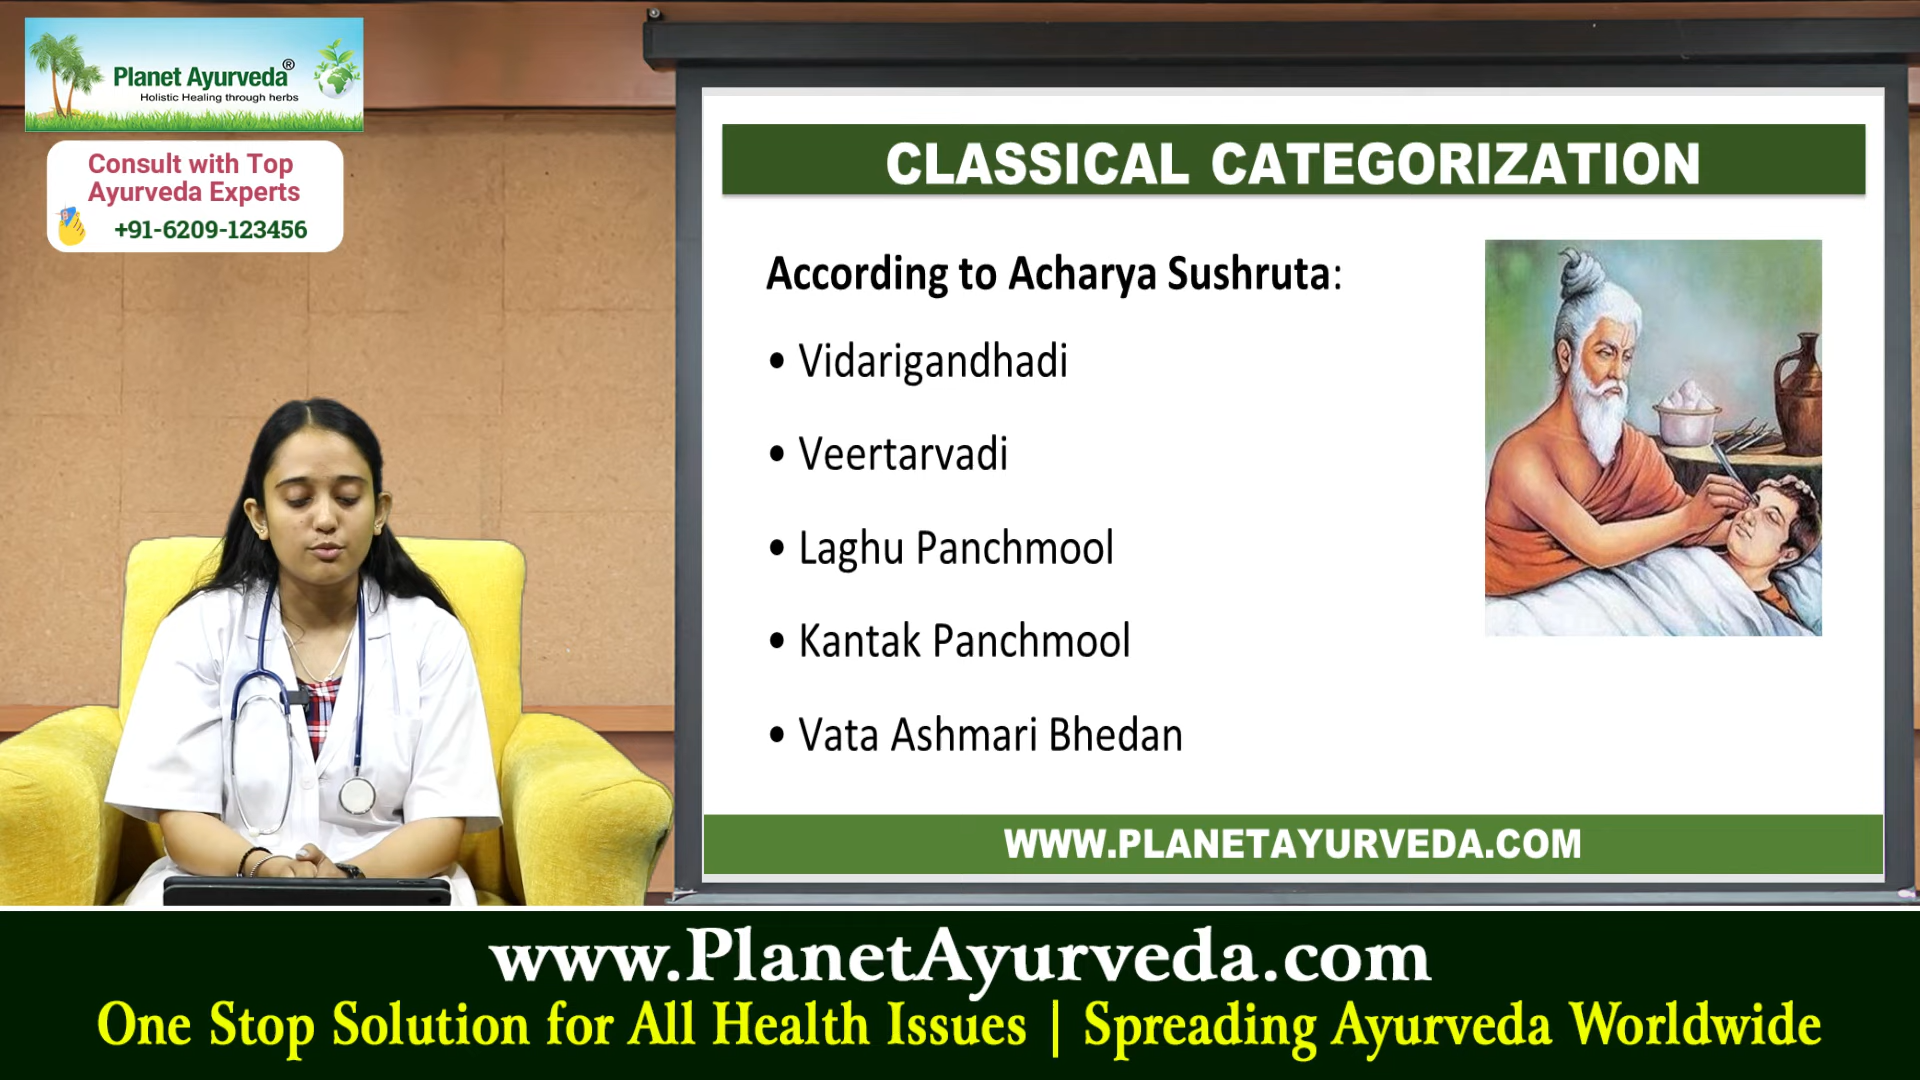 Planet Ayurveda®
Holistic Healing through herbs
Consult with Top
Ayurveda Experts
+91-6209-123456
CLASSICAL CATEGORIZATION
According to Acharya Sushruta:
• Vidarigandhadi
• Veertarvadi
• Laghu Panchmool
• Kantak Panchmool
• Vata Ashmari Bhedan
WWW.PLANETAYURVEDA.COM
www.PlanetAyurveda.com
One Stop Solution for All Health Issues | Spreading Ayurveda Worldwide